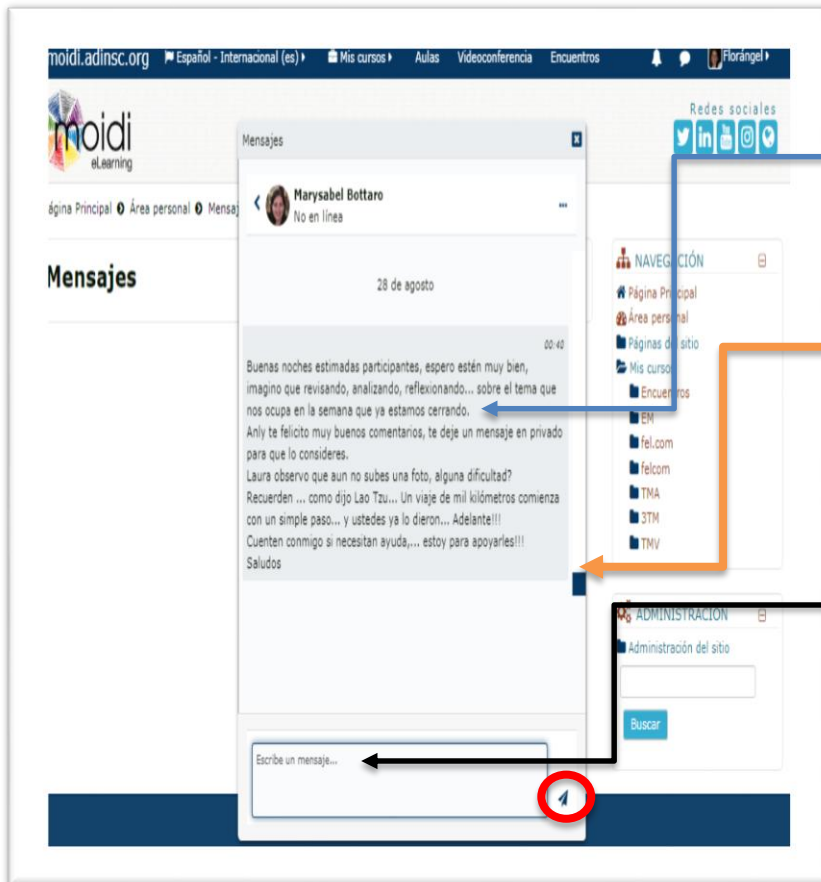 moidi.adinsc.org Español - Internacional (es) Mis cursos Aulas Videoconferencia Encuentros Florángel
moidi
eLearning
Redes sociales
ágina Principal Área personal Mensaj
Mensajes
Mensajes
Marysabel Bottaro
No en línea
...
28 de agosto
00:40
Buenas noches estimadas participantes, espero estén muy bien,
imagino que revisando, analizando, reflexionando... sobre el tema que
nos ocupa en la semana que ya estamos cerrando.
Anly te felicito muy buenos comentarios, te deje un mensaje en privado
para que lo consideres.
Laura observo que aun no subes una foto, alguna dificultad?
Recuerden ... como dijo Lao Tzu... Un viaje de mil kilómetros comienza
con un simple paso... y ustedes ya lo dieron... Adelante!!!
Cuenten conmigo si necesitan ayuda,... estoy para apoyarles!!!
Saludos
Escribe un mensaje...
NAVEGACIÓN
Página Principal
Área personal
Páginas del sitio
Mis cursos
Encuentros
EM
fel.com
felcom
TMA
3TM
TMV
ADMINISTRACIÓN
Administración del sitio
Buscar